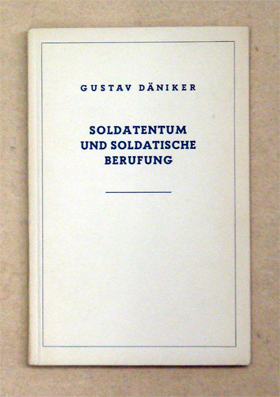 GUSTAV DÄNIKER
SOLDATENTUM
UND SOLDATISCHE
BERUFUNG